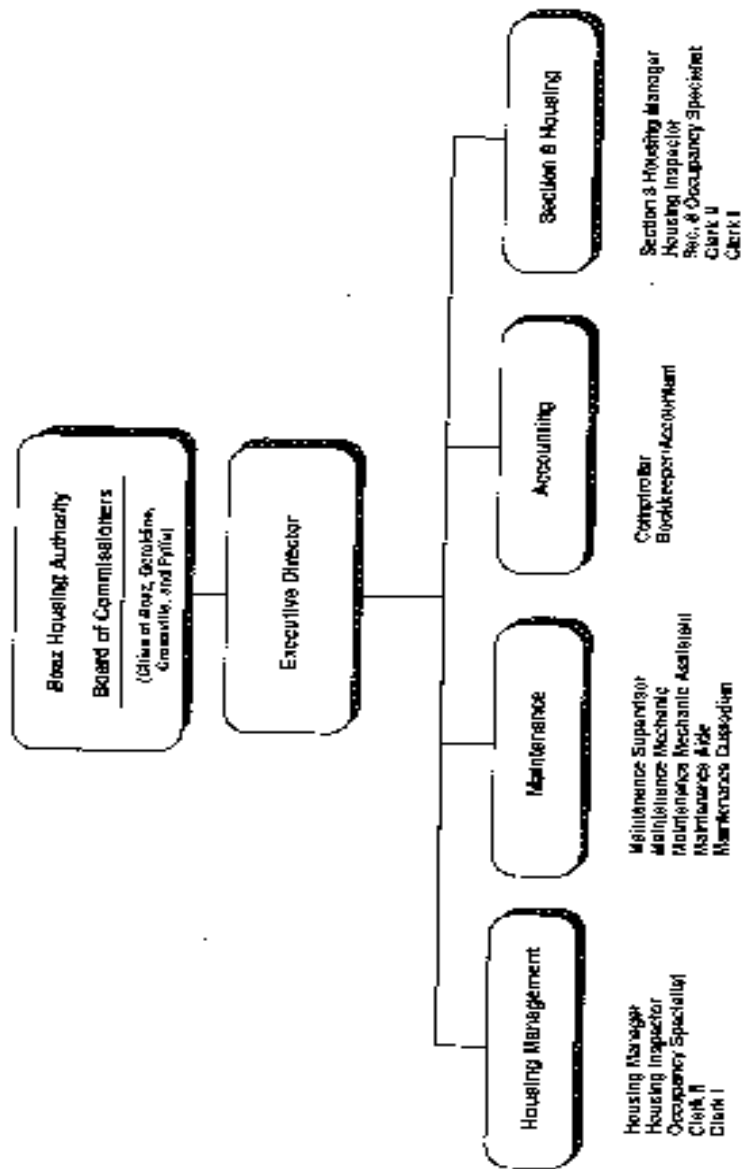 Boaz Housing Authority
Board of Commissioners
(Cities of Boaz, Geraldine,
Crossville, and Fyffe)
Executive Director
Housing Management
Maintenance
Accounting
Section 8 Housing
Housing Manager
Housing Inspector
Occupancy Specialist
Clerk II
Clerk I
Maintenance Supervisor
Maintenance Mechanic
Maintenance Mechanic Assistant
Maintenance Aide
Maintenance Custodian
Comptroller
Bookkeeper/Accountant
Section 8 Housing Manager
Housing Inspector
Sec. 8 Occupancy Specialist
Clerk II
Clerk I